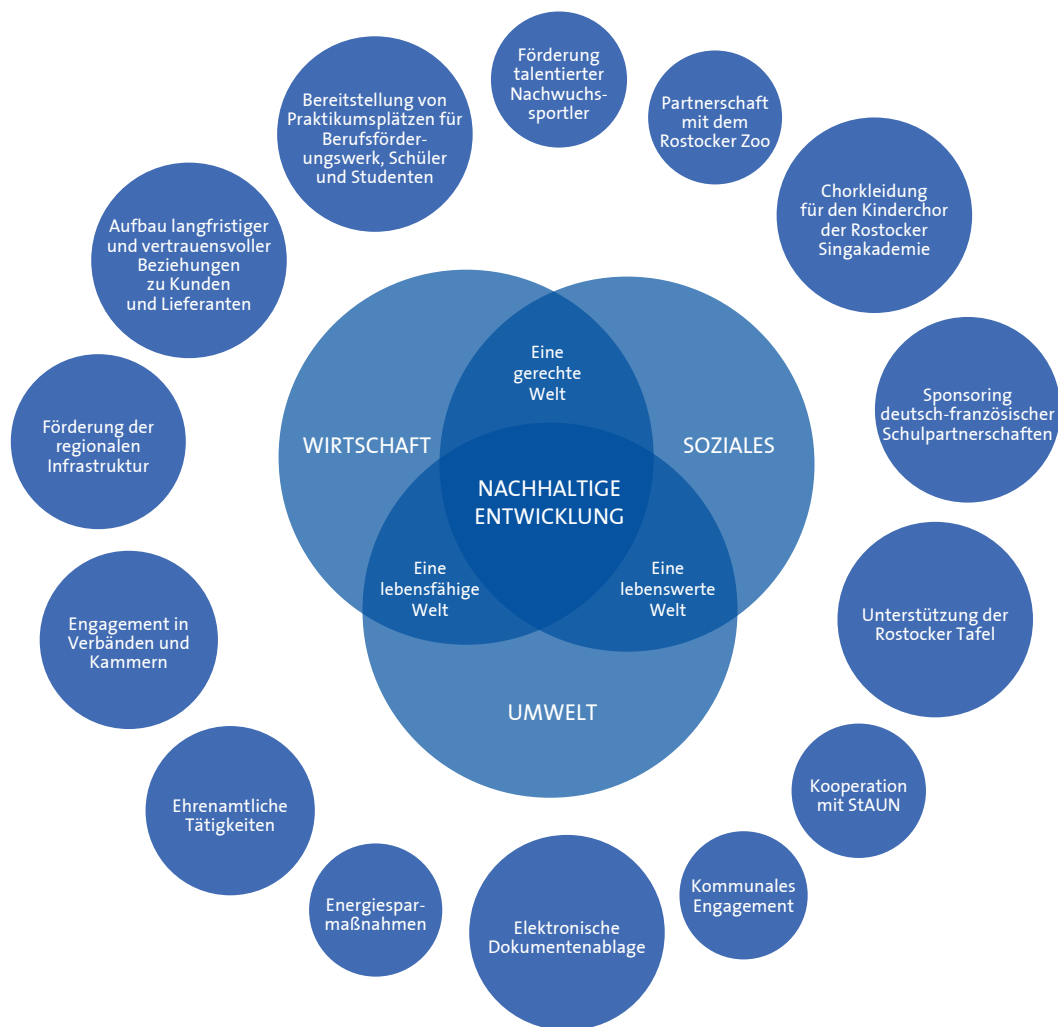 Förderung
talentierter
Nachwuchs-
sportler
Partnerschaft
mit dem
Rostocker Zoo
Chorkleidung
für den Kinderchor
der Rostocker
Singakademie
Sponsoring
deutsch-französischer
Schulpartnerschaften
Unterstützung der
Rostocker Tafel
Kooperation
mit StAUN
Kommunales
Engagement
Elektronische
Dokumentenablage
Energiespar-
maßnahmen
Ehrenamtliche
Tätigkeiten
Engagement in
Verbänden und
Kammern
Förderung der
regionalen
Infrastruktur
Aufbau langfristiger
und vertrauensvoller
Beziehungen
zu Kunden
und Lieferanten
Bereitstellung von
Praktikumsplätzen für
Berufsförder-
ungswerk, Schüler
und Studenten
Eine
gerechte
Welt
WIRTSCHAFT
SOZIALES
NACHHALTIGE
ENTWICKLUNG
Eine
lebensfähige
Welt
Eine
lebenswerte
Welt
UMWELT